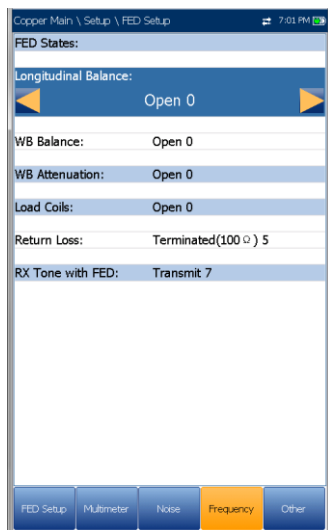 Copper Main \ Setup \ FED Setup 7:01 PM
FED States:
Longitudinal Balance:
Open 0
WB Balance: Open 0
WB Attenuation: Open 0
Load Coils: Open 0
Return Loss: Terminated(100 Ω ) 5
RX Tone with FED: Transmit 7
FED Setup Multimeter Noise Frequency Other